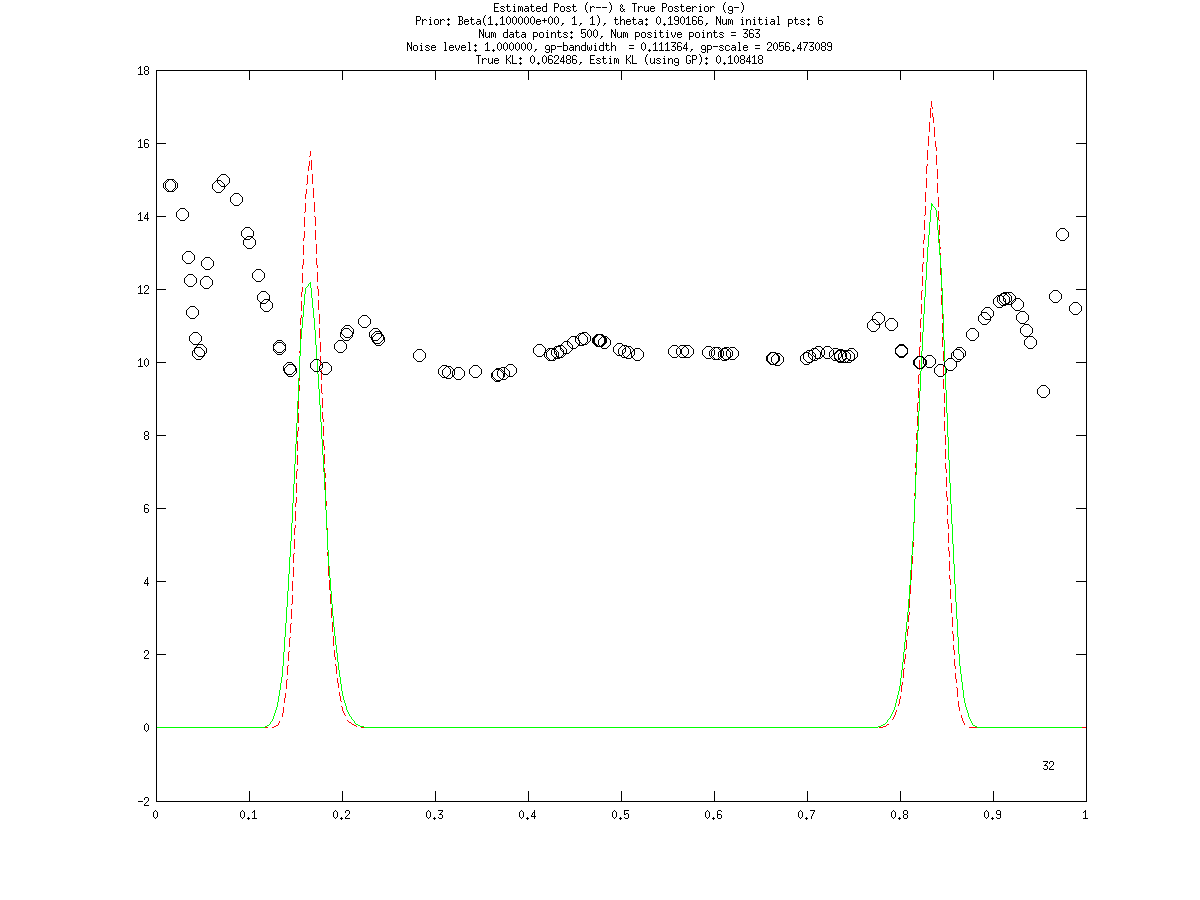 Estimated Post (r--) & True Posterior (g-)
Prior: Beta(1.100000e+00, 1, 1), theta: 0.190166, Num initial pts: 6
Num data points: 500, Num positive points = 363
Noise level: 1.000000, gp-bandwidth  = 0.111364, gp-scale = 2056.473089
True KL: 0.062486, Estim KL (using GP): 0.108418
18
16
14
12
10
8
6
4
2
0
32
-2
0 0.1 0.2 0.3 0.4 0.5 0.6 0.7 0.8 0.9 1